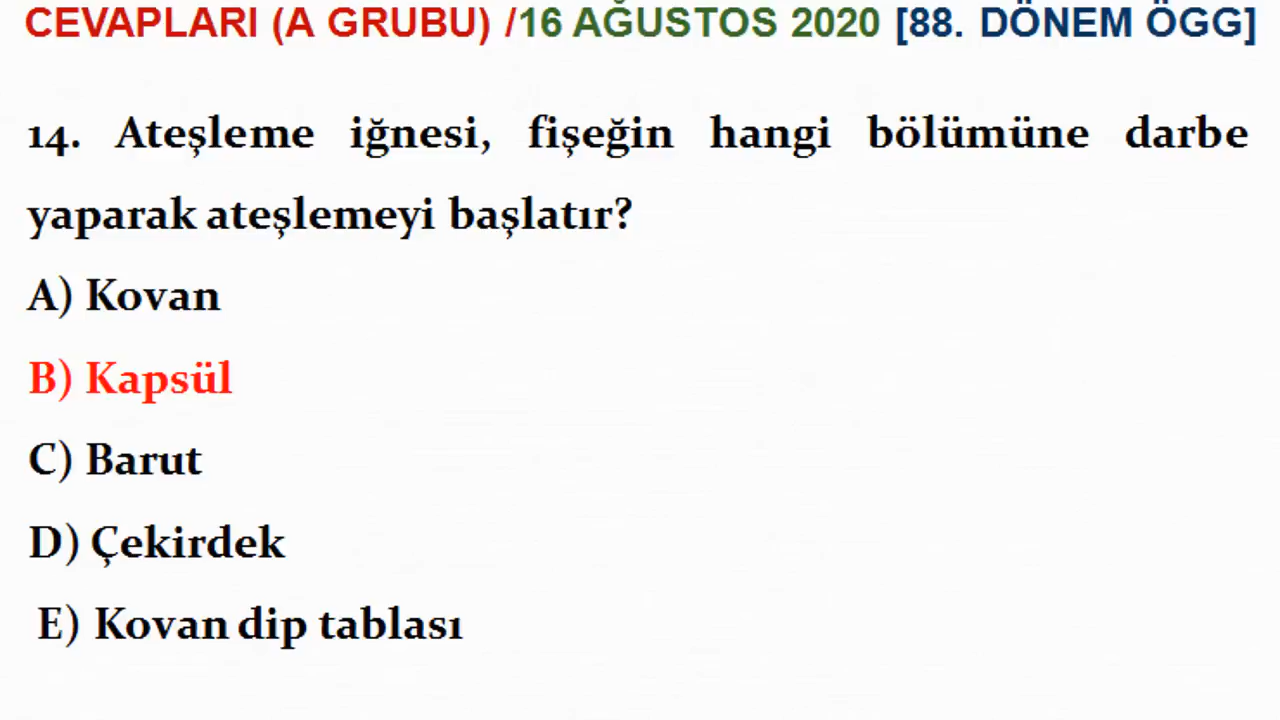 CEVAPLARI (A GRUBU) /16 AĞUSTOS 2020 [88. DÖNEM ÖGG]
14. Ateşleme iğnesi, fişeğin hangi bölümüne darbe
yaparak ateşlemeyi başlatır?
A) Kovan
B) Kapsül
C) Barut
D) Çekirdek
E) Kovan dip tablası